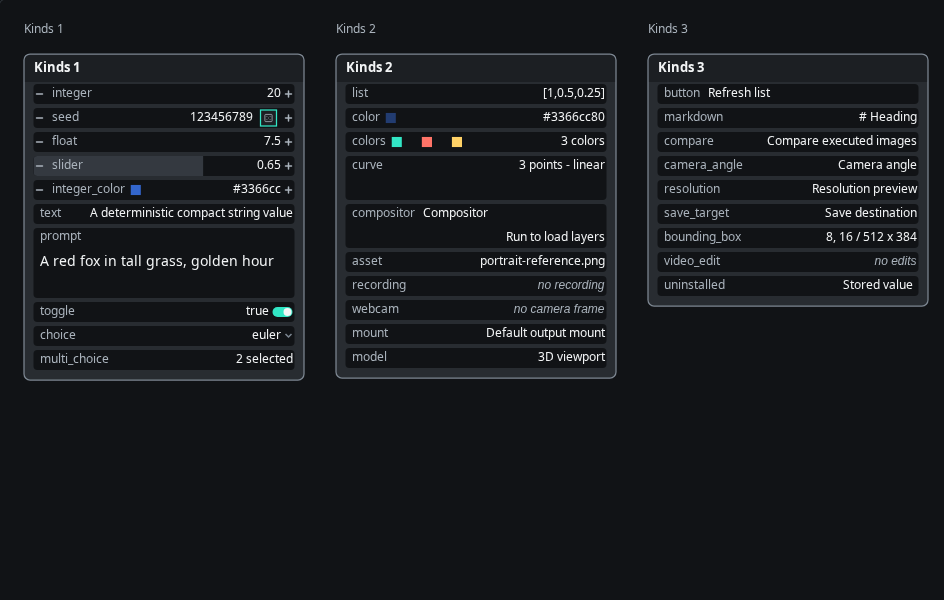 Kinds 1
Kinds 1
− integer 20 +
− seed 123456789 +
− float 7.5 +
− slider 0.65 +
− integer_color #3366cc +
text A deterministic compact string value
prompt
A red fox in tall grass, golden hour
toggle true
choice euler
multi_choice 2 selected
Kinds 2
Kinds 2
list [1,0.5,0.25]
color #3366cc80
colors 3 colors
curve 3 points - linear
compositor Compositor
Run to load layers
asset portrait-reference.png
recording no recording
webcam no camera frame
mount Default output mount
model 3D viewport
Kinds 3
Kinds 3
button Refresh list
markdown # Heading
compare Compare executed images
camera_angle Camera angle
resolution Resolution preview
save_target Save destination
bounding_box 8, 16 / 512 x 384
video_edit no edits
uninstalled Stored value